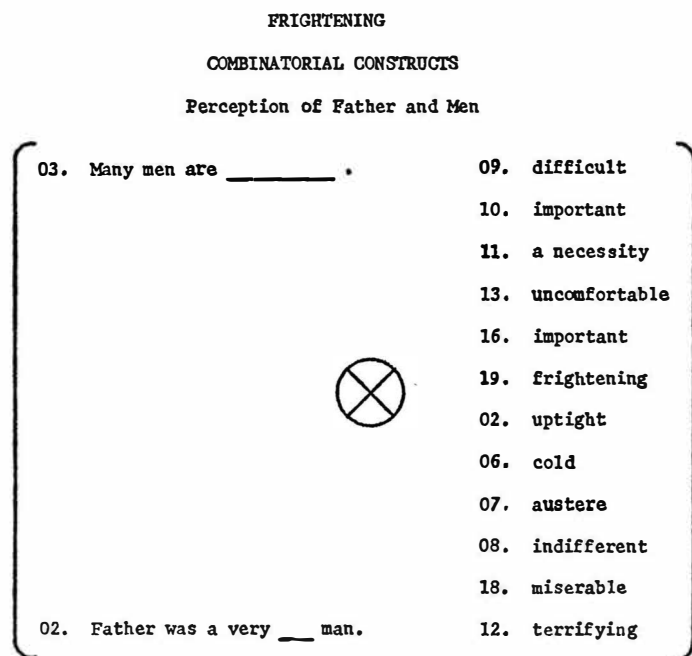 FRIGHTENING
COMBINATORIAL CONSTRUCTS
Perception of Father and Men
03. Many men are ________ .
09. difficult
10. important
11. a necessity
13. uncomfortable
16. important
19. frightening
02. uptight
06. cold
07. austere
08. indifferent
18. miserable
02. Father was a very ___ man.
12. terrifying